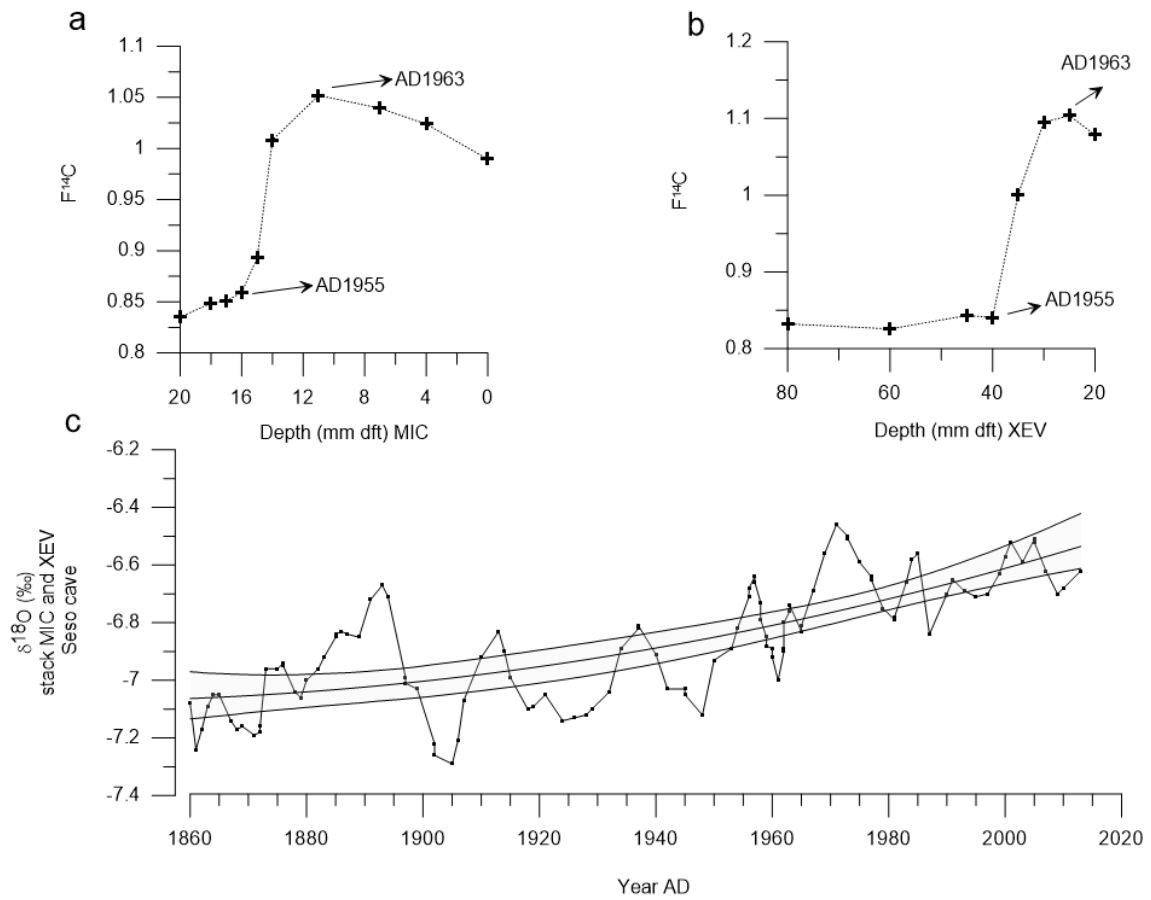 a
1.1
1.05
1
0.95
0.9
0.85
0.8
F¹⁴C
AD1963
AD1955
20 16 12 8 4 0
Depth (mm dft) MIC
b
1.2
1.1
1
0.9
0.8
F¹⁴C
AD1963
AD1955
80 60 40 20
Depth (mm dft) XEV
c
-6.2
-6.4
-6.6
-6.8
-7
-7.2
-7.4
δ¹⁸O (‰)
stack MIC and XEV
Seso cave
1860 1880 1900 1920 1940 1960 1980 2000 2020
Year AD